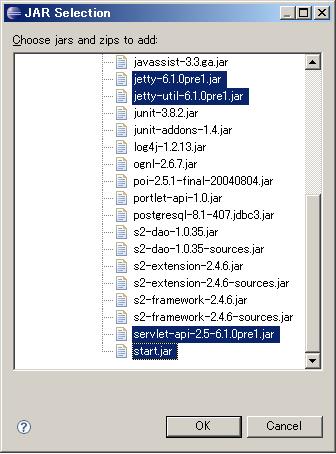 JAR Selection
Choose jars and zips to add:
javassist-3.3.ga.jar
jetty-6.1.0pre1.jar
jetty-util-6.1.0pre1.jar
junit-3.8.2.jar
junit-addons-1.4.jar
log4j-1.2.13.jar
ognl-2.6.7.jar
poi-2.5.1-final-20040804.jar
portlet-api-1.0.jar
postgresql-8.1-407.jdbc3.jar
s2-dao-1.0.35.jar
s2-dao-1.0.35-sources.jar
s2-extension-2.4.6.jar
s2-extension-2.4.6-sources.jar
s2-framework-2.4.6.jar
s2-framework-2.4.6-sources.jar
servlet-api-2.5-6.1.0pre1.jar
start.jar
?
OK
Cancel